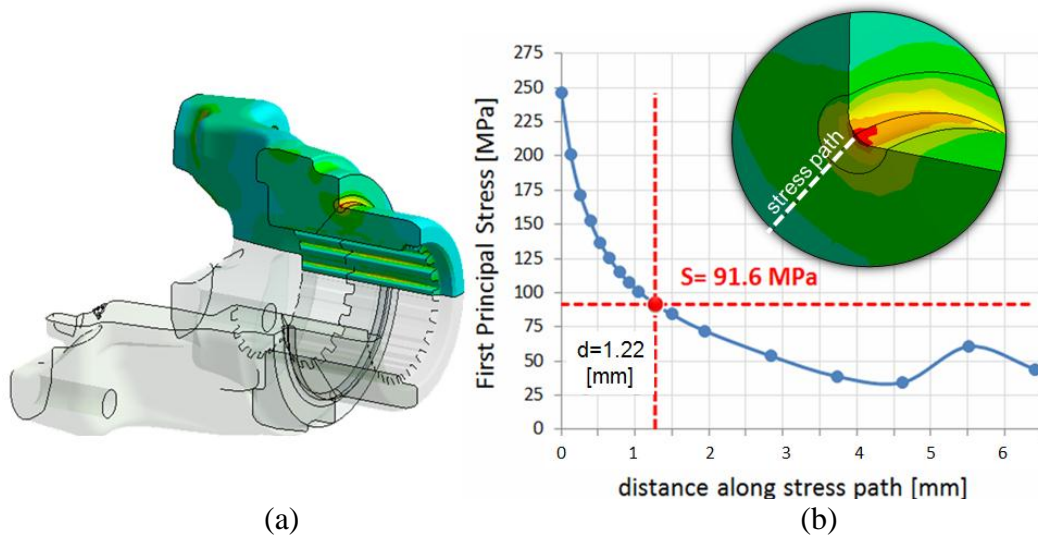 First Principal Stress [MPa]
275
250
225
200
175
150
125
100
75
50
25
0
stress path
S= 91.6 MPa
d=1.22
[mm]
0 1 2 3 4 5 6
distance along stress path [mm]
(a)
(b)